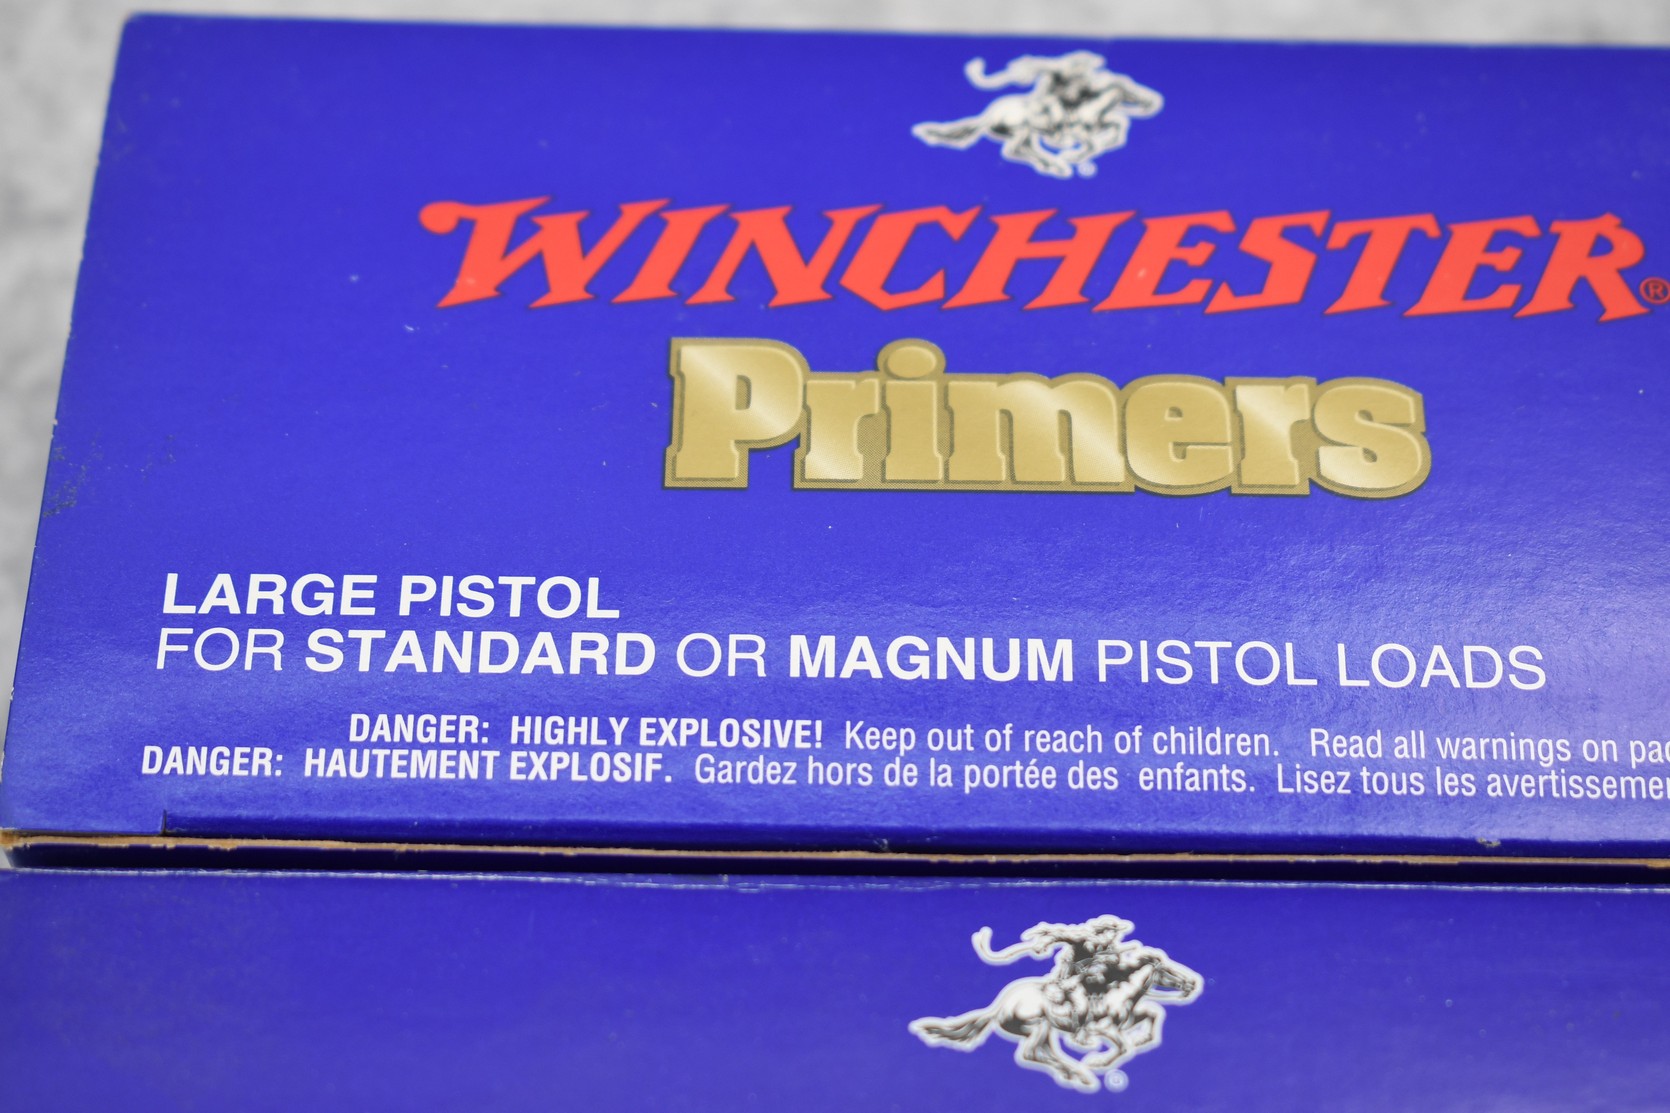 WINCHESTER®
Primers
LARGE PISTOL
FOR STANDARD OR MAGNUM PISTOL LOADS
DANGER: HIGHLY EXPLOSIVE! Keep out of reach of children. Read all warnings on
DANGER: HAUTEMENT EXPLOSIF. Gardez hors de la portée des enfants. Lisez tous les